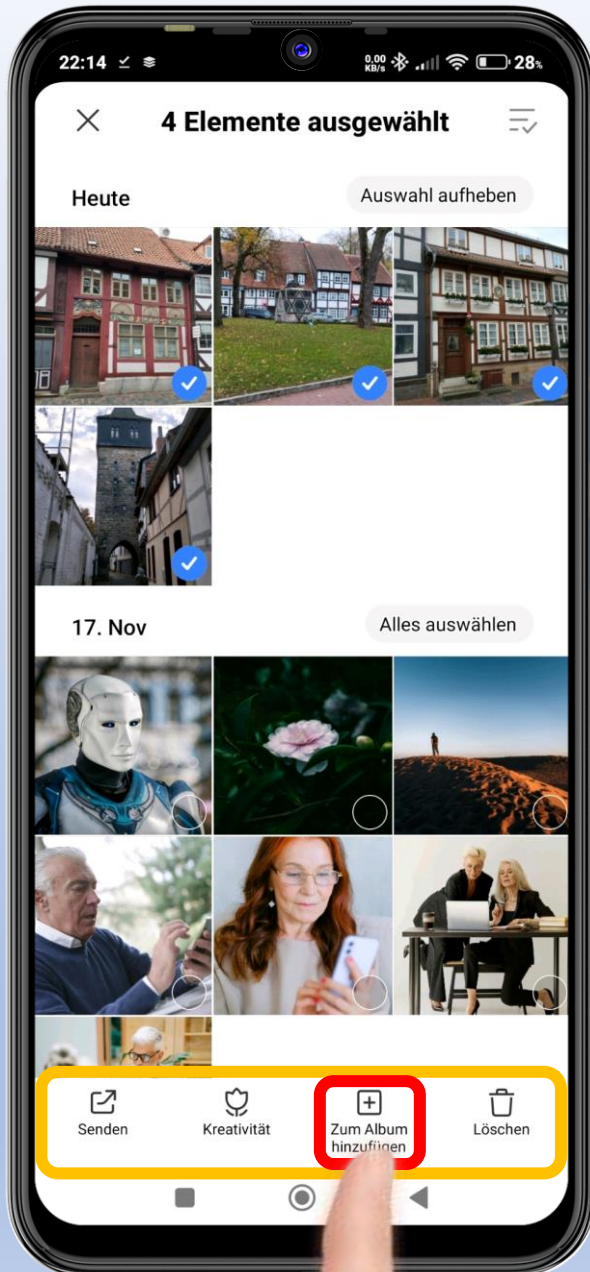 22:14
0,00
KB/s
28%
4 Elemente ausgewählt
Heute
Auswahl aufheben
17. Nov
Alles auswählen
Senden
Kreativität
Zum Album
hinzufügen
Löschen